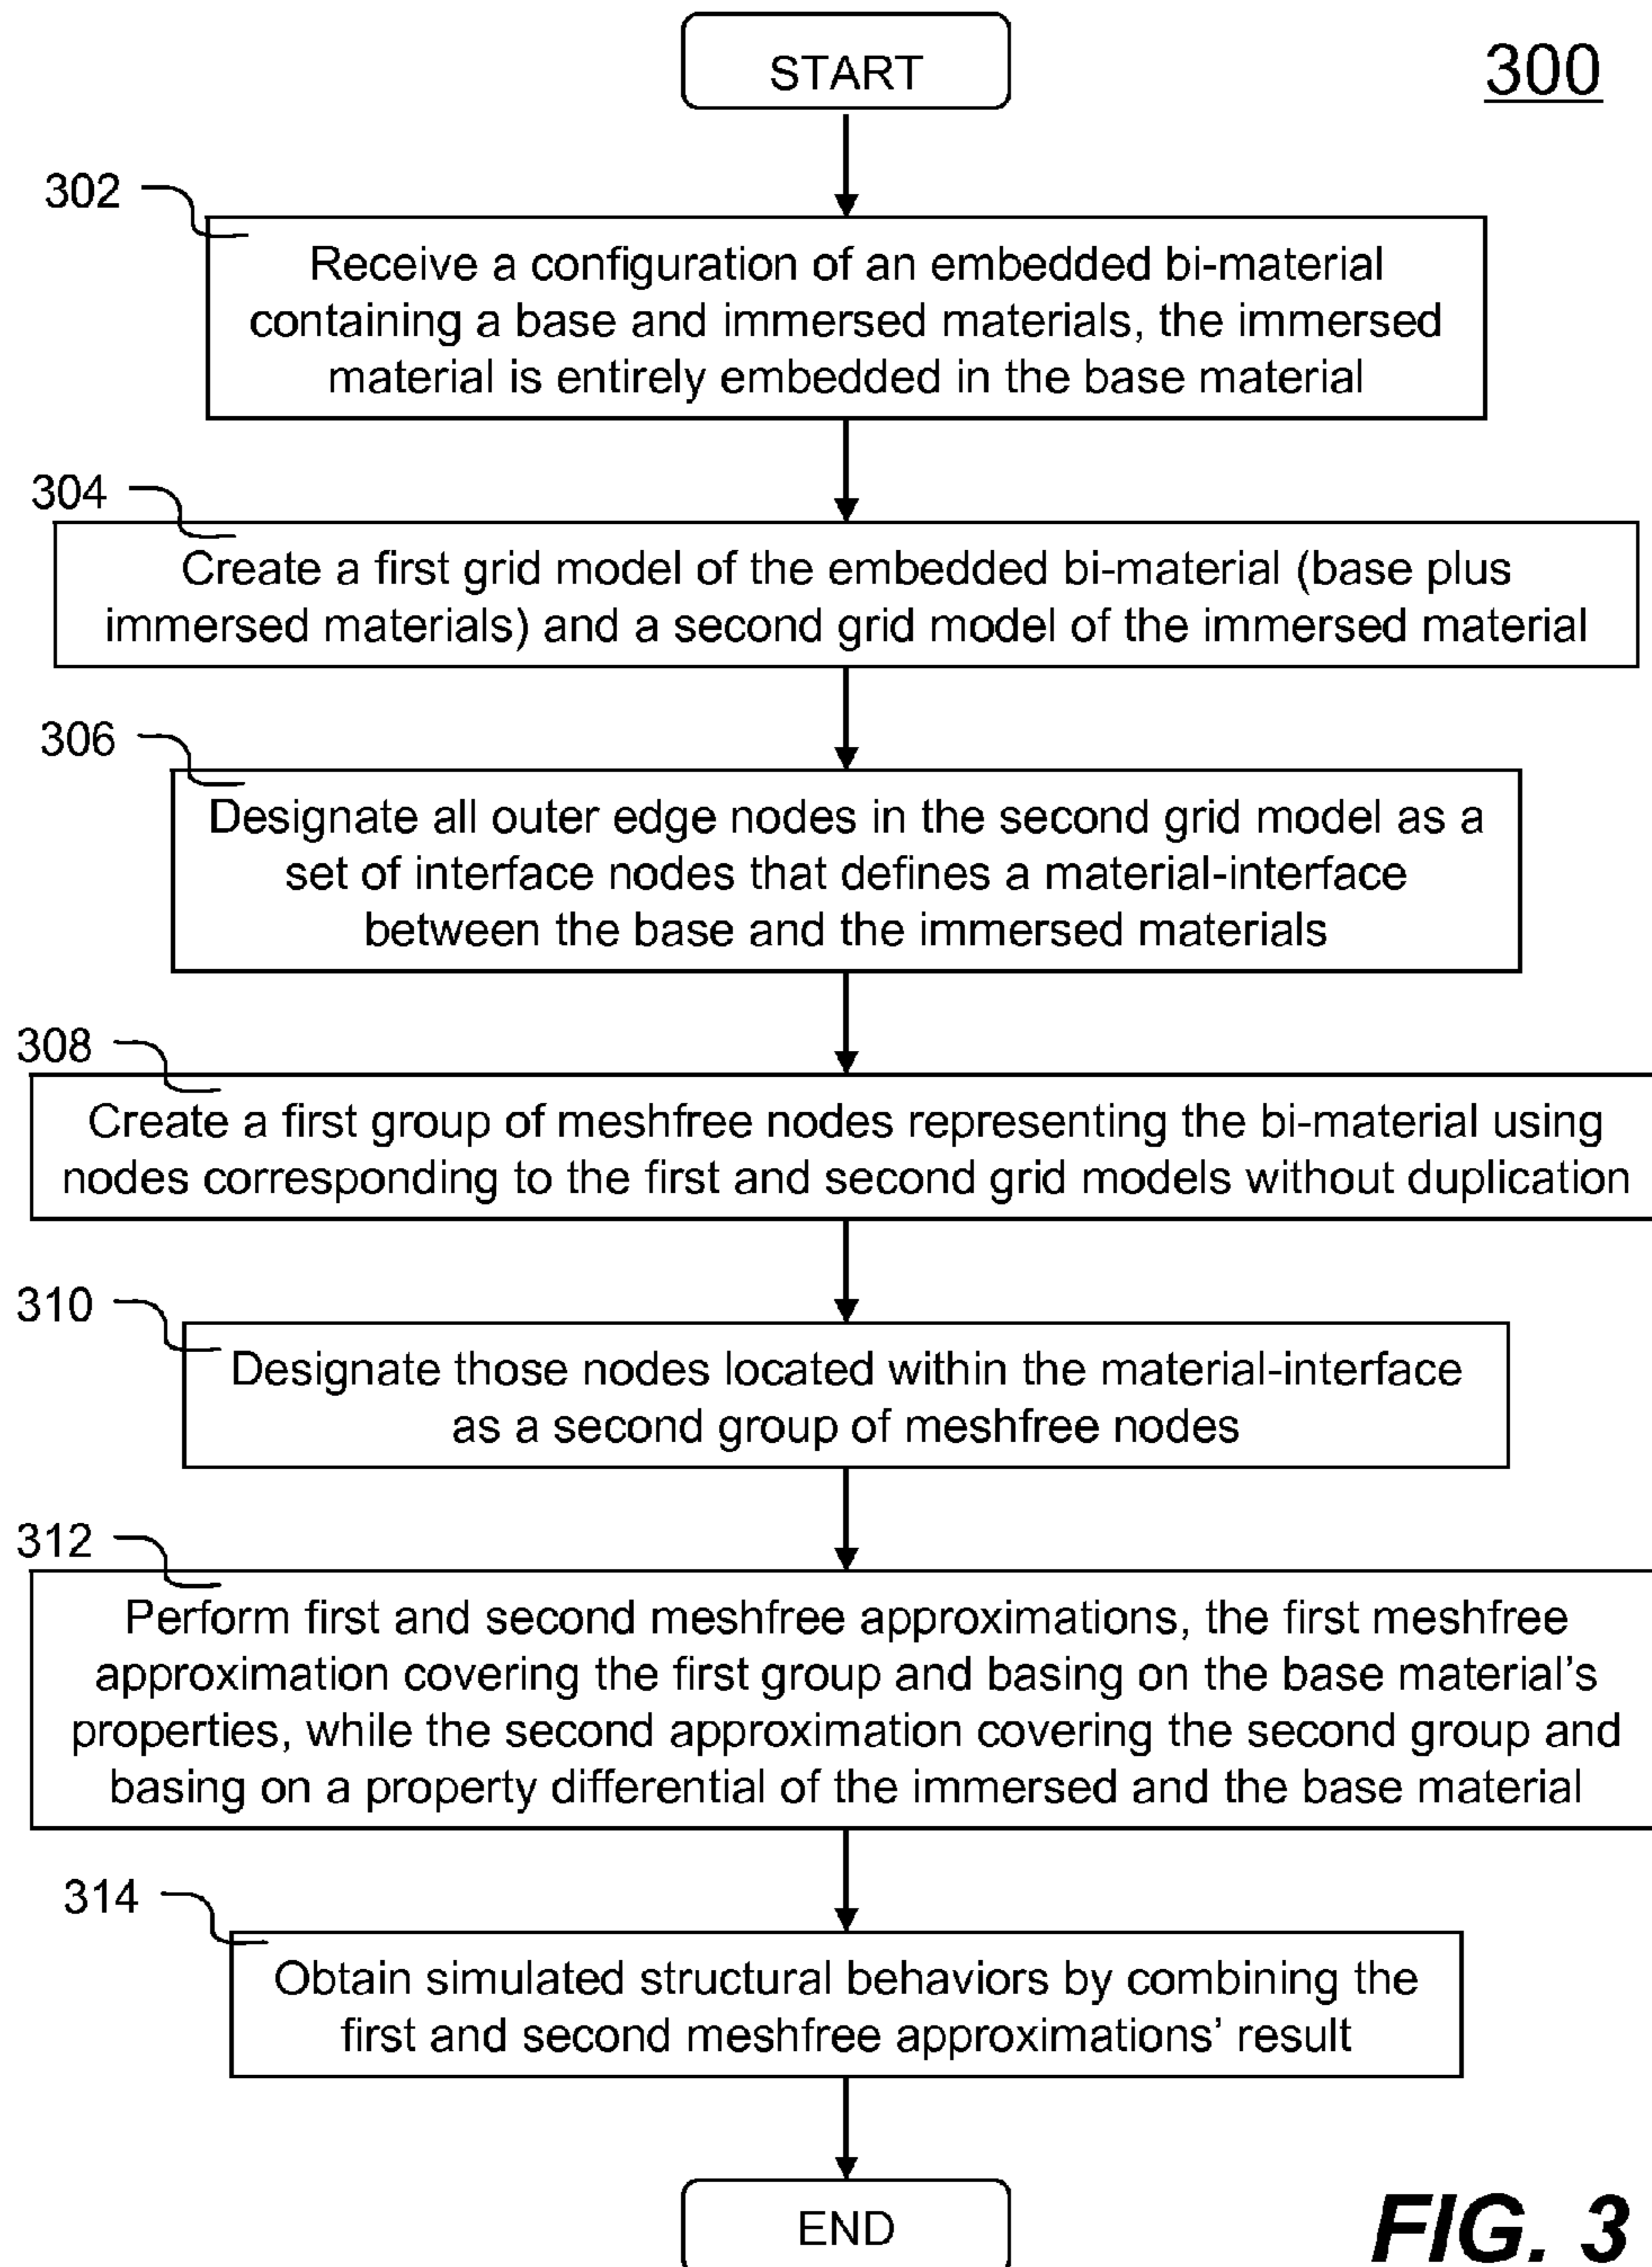 START
300
302
Receive a configuration of an embedded bi-material
containing a base and immersed materials, the immersed
material is entirely embedded in the base material
304
Create a first grid model of the embedded bi-material (base plus
immersed materials) and a second grid model of the immersed material
306
Designate all outer edge nodes in the second grid model as a
set of interface nodes that defines a material-interface
between the base and the immersed materials
308
Create a first group of meshfree nodes representing the bi-material using
nodes corresponding to the first and second grid models without duplication
310
Designate those nodes located within the material-interface
as a second group of meshfree nodes
312
Perform first and second meshfree approximations, the first meshfree
approximation covering the first group and basing on the base material’s
properties, while the second approximation covering the second group and
basing on a property differential of the immersed and the base material
314
Obtain simulated structural behaviors by combining the
first and second meshfree approximations’ result
END
FIG. 3